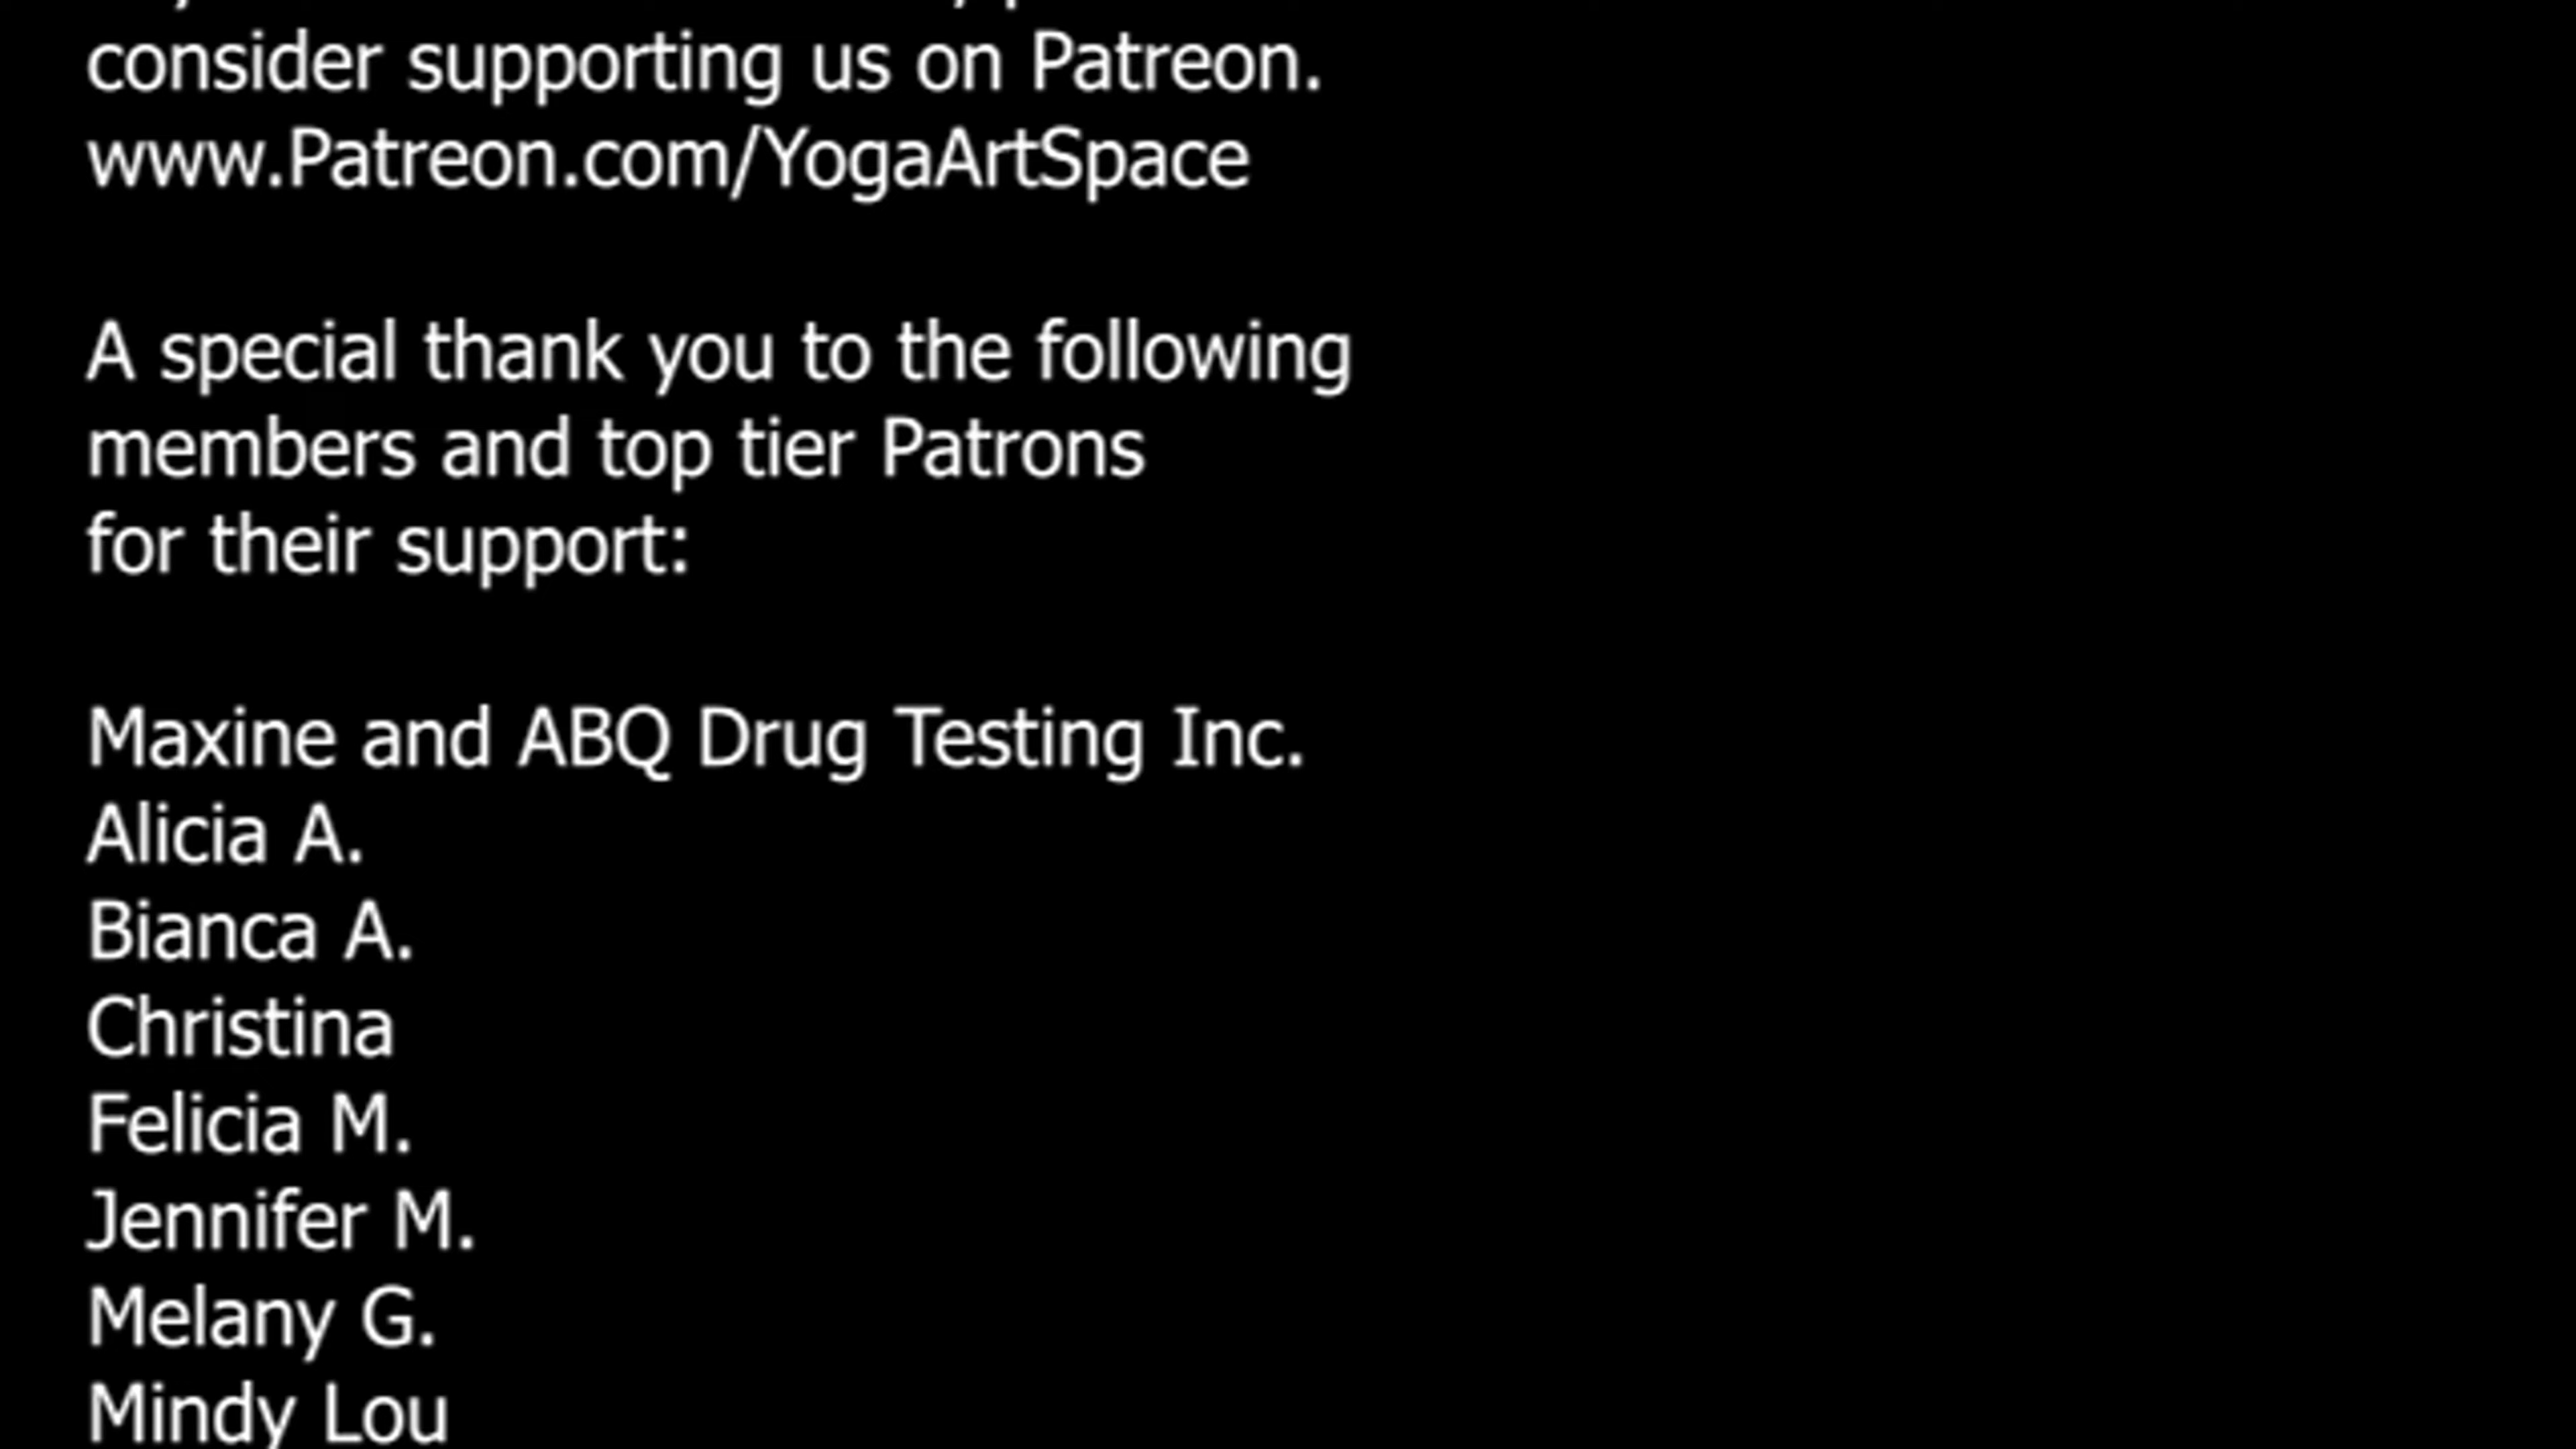 consider supporting us on Patreon.
www.Patreon.com/YogaArtSpace
A special thank you to the following
members and top tier Patrons
for their support:
Maxine and ABQ Drug Testing Inc.
Alicia A.
Bianca A.
Christina
Felicia M.
Jennifer M.
Melany G.
Mindy Lou